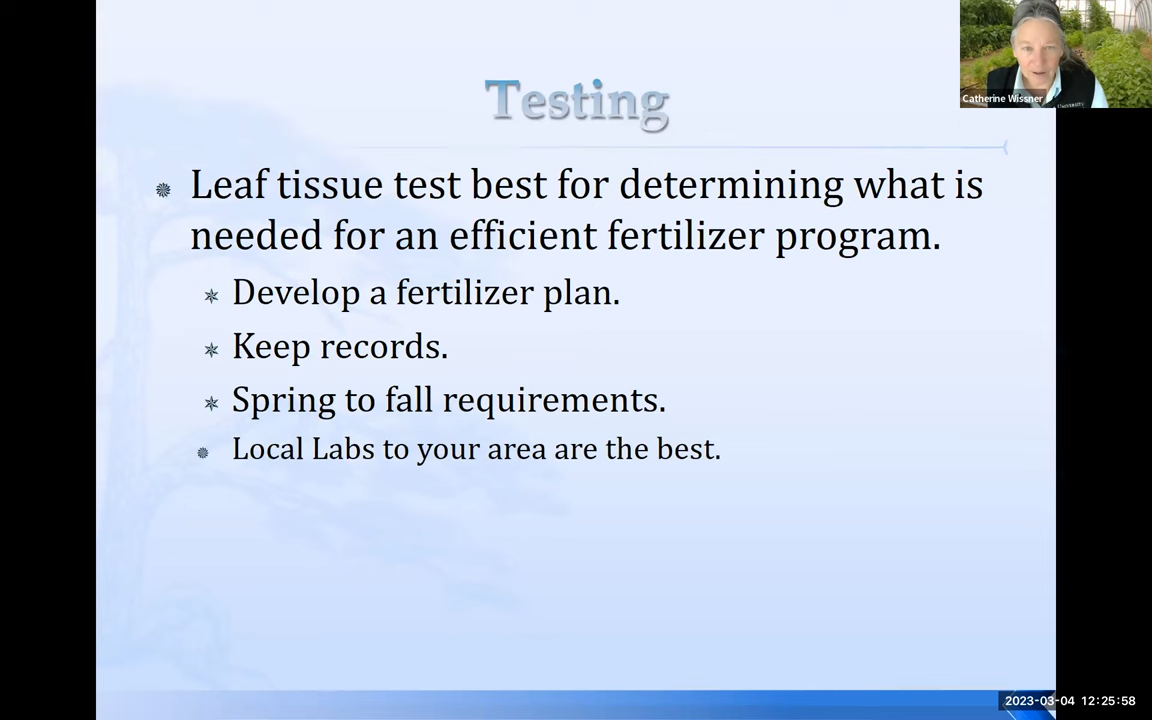 Testing
Catherine Wissner
Leaf tissue test best for determining what is
needed for an efficient fertilizer program.
Develop a fertilizer plan.
Keep records.
Spring to fall requirements.
Local Labs to your area are the best.
2023-03-04 12:25:58